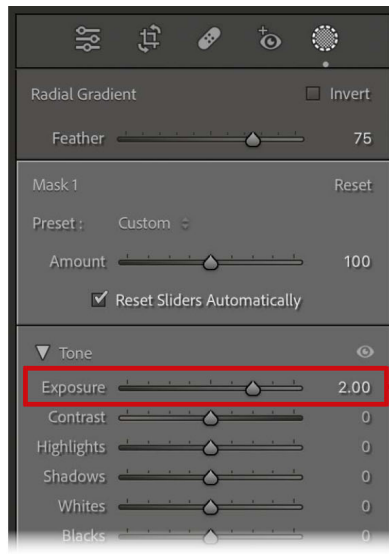 Radial Gradient Invert
Feather 75
Mask 1 Reset
Preset : Custom
Amount 100
Reset Sliders Automatically
Tone
Exposure 2.00
Contrast 0
Highlights 0
Shadows 0
Whites 0
Blacks 0